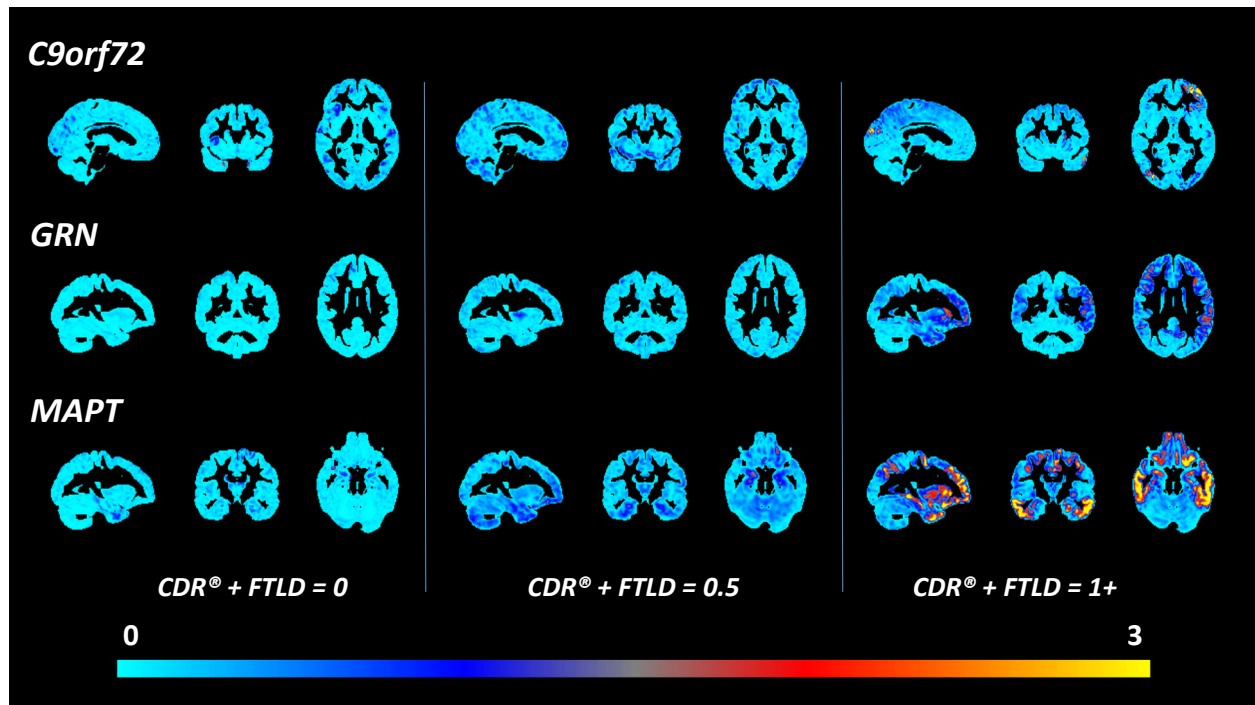 C9orf72
GRN
MAPT
CDR® + FTLD = 0
CDR® + FTLD = 0.5
CDR® + FTLD = 1+
0
3